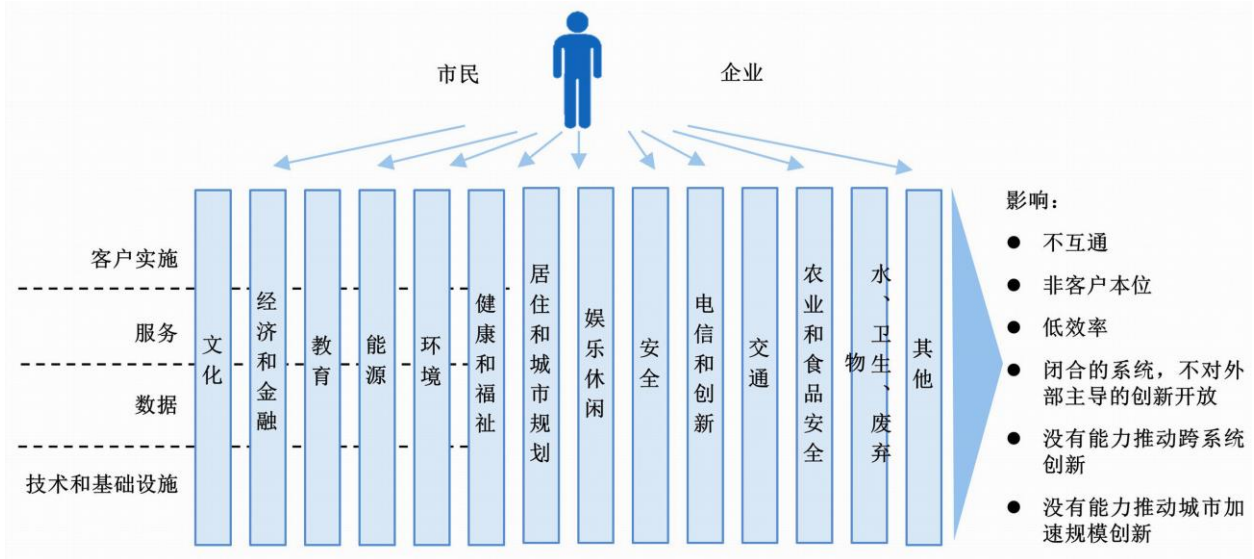 市民
企业
客户实施
服务
数据
技术和基础设施
文化
经济和金融
教育
能源
环境
健康和福祉
居住和城市规划
娱乐休闲
安全
电信和创新
交通
农业和食品安全
水、卫生、废弃
物
其他
影响：
● 不互通
● 非客户本位
● 低效率
● 闭合的系统，不对外
部主导的创新开放
● 没有能力推动跨系统
创新
● 没有能力推动城市加
速规模创新